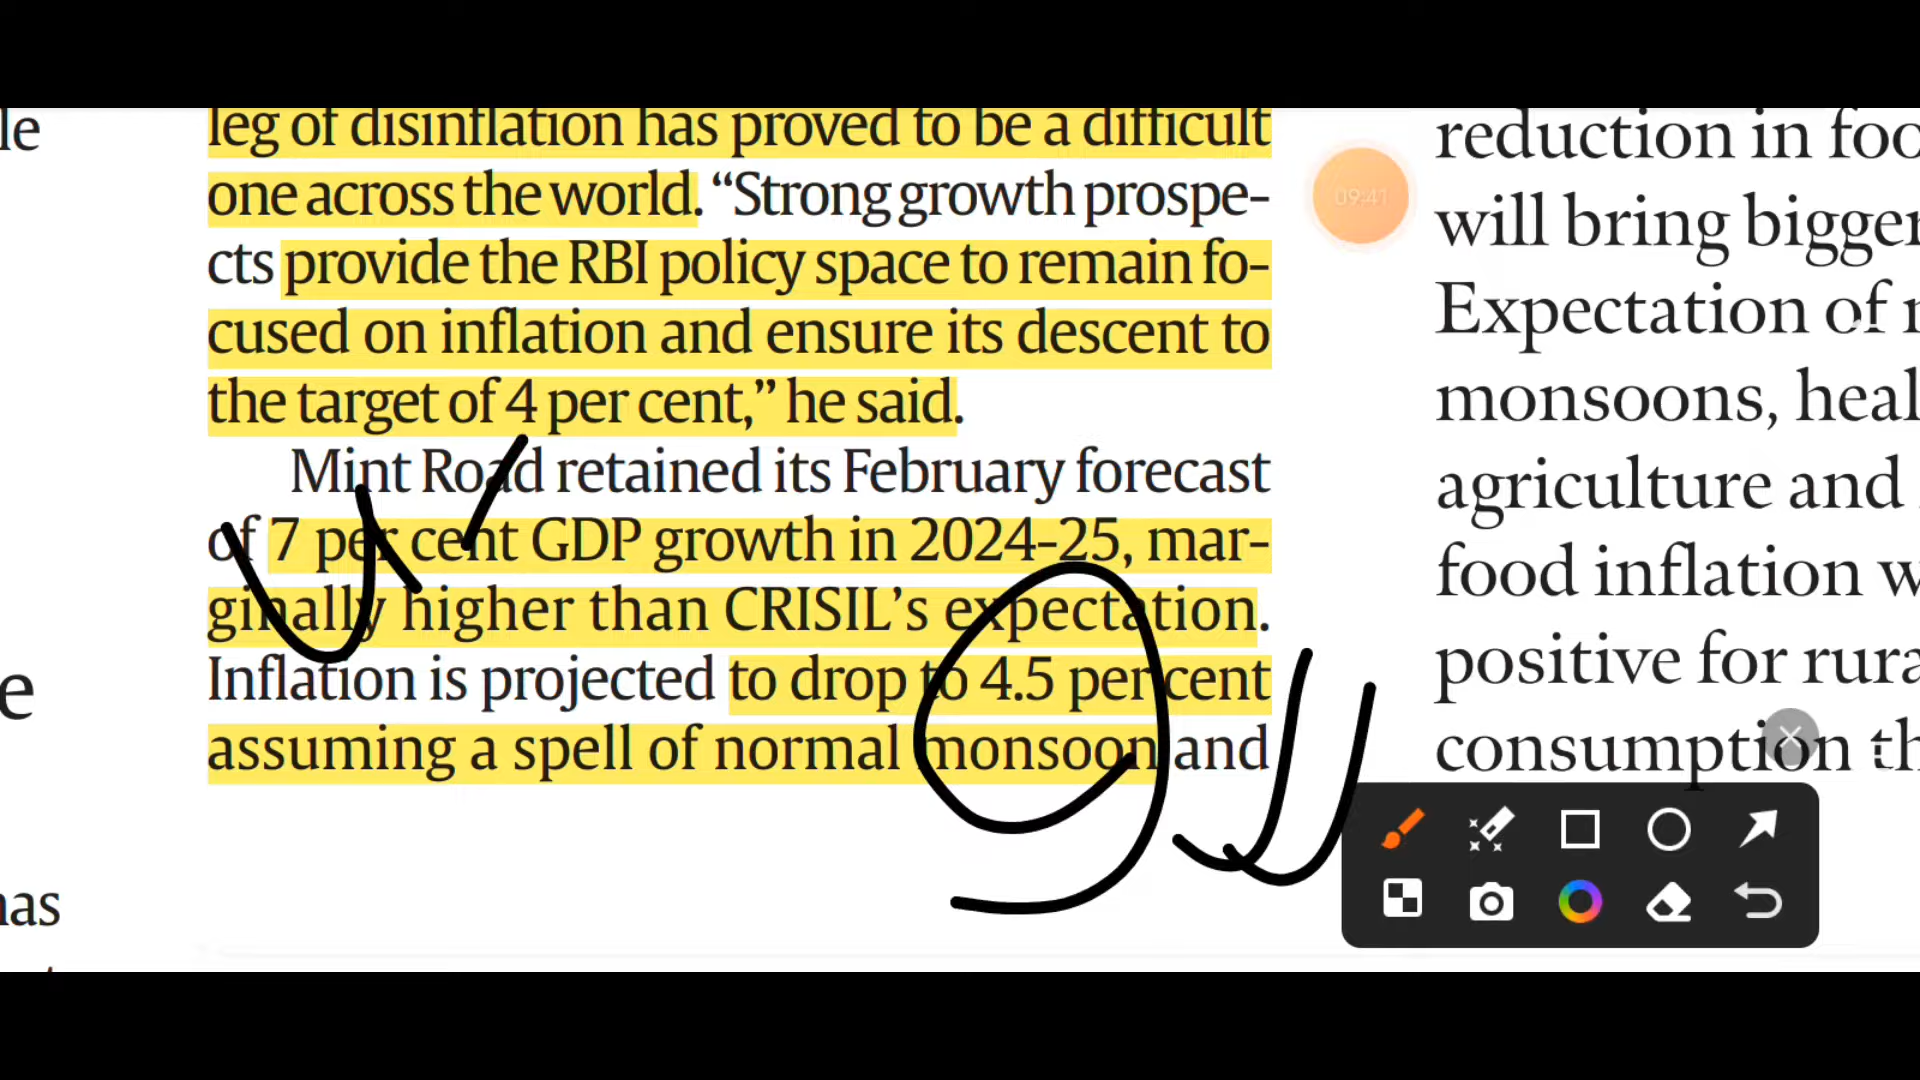 le
leg of disinflation has proved to be a difficult
one across the world. “Strong growth prospe-
cts provide the RBI policy space to remain fo-
cused on inflation and ensure its descent to
the target of 4 per cent,” he said.
Mint Road retained its February forecast
of 7 per cent GDP growth in 2024-25, mar-
ginally higher than CRISIL’s expectation.
Inflation is projected to drop to 4.5 per cent
assuming a spell of normal monsoon and
e
has
09:41
reduction in foo
will bring bigger
Expectation of
monsoons, heal
agriculture and
food inflation w
positive for rura
consumption th